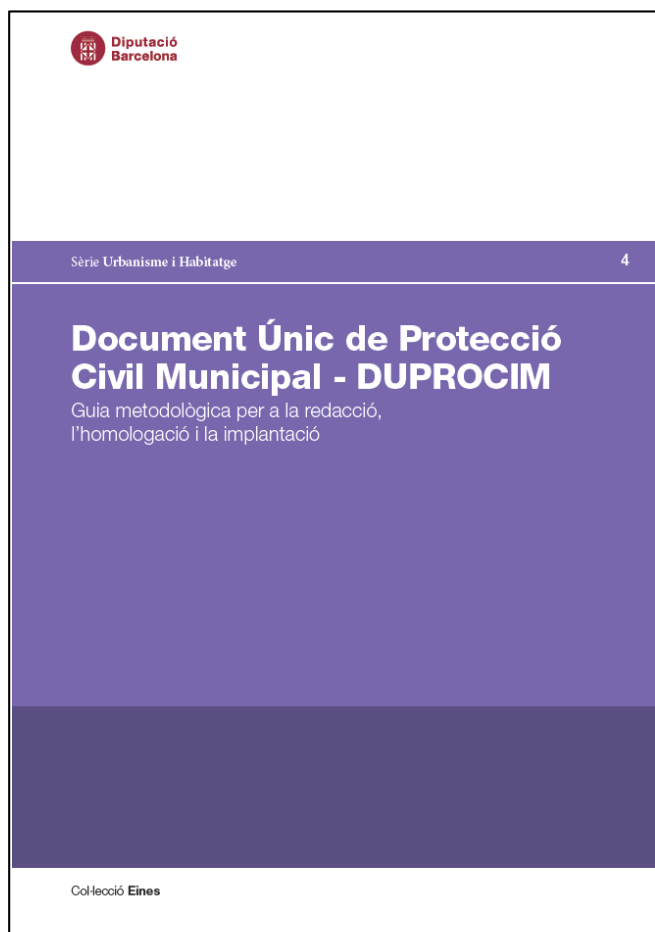 Diputació
Barcelona
Sèrie Urbanisme i Habitatge 4
Document Únic de Protecció
Civil Municipal - DUPROCIM
Guia metodològica per a la redacció,
l'homologació i la implantació
Col·lecció Eines